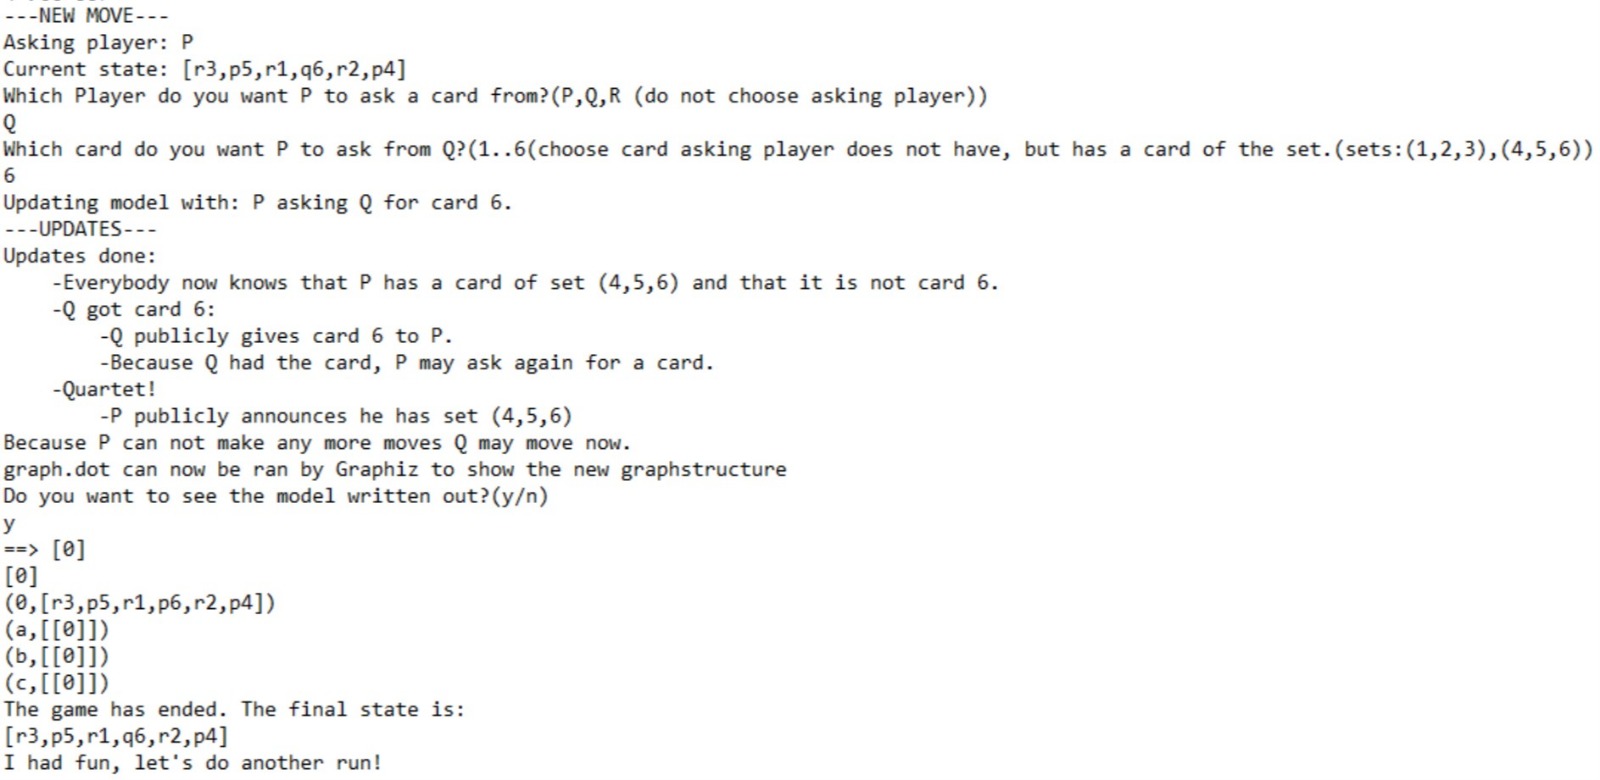 ---NEW MOVE---
Asking player: P
Current state: [r3,p5,r1,q6,r2,p4]
Which Player do you want P to ask a card from?(P,Q,R (do not choose asking player))
Q
Which card do you want P to ask from Q?(1..6(choose card asking player does not have, but has a card of the set.(sets:(1,2,3),(4,5,6))
6
Updating model with: P asking Q for card 6.
---UPDATES---
Updates done:
-Everybody now knows that P has a card of set (4,5,6) and that it is not card 6.
-Q got card 6:
-Q publicly gives card 6 to P.
-Because Q had the card, P may ask again for a card.
-Quartet!
-P publicly announces he has set (4,5,6)
Because P can not make any more moves Q may move now.
graph.dot can now be ran by Graphiz to show the new graphstructure
Do you want to see the model written out?(y/n)
y
==> [0]
[0]
(0,[r3,p5,r1,p6,r2,p4])
(a,[[0]])
(b,[[0]])
(c,[[0]])
The game has ended. The final state is:
[r3,p5,r1,q6,r2,p4]
I had fun, let's do another run!